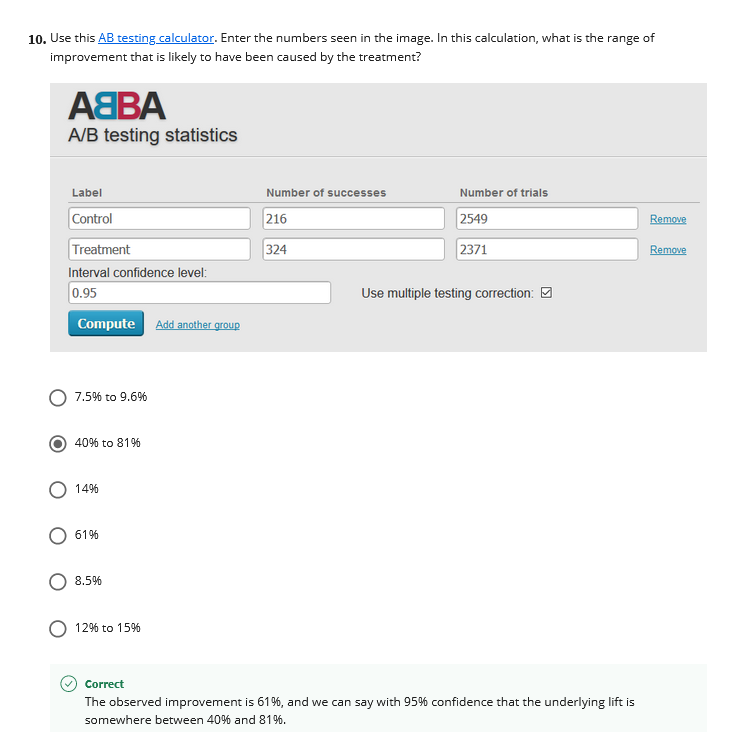 10. Use this AB testing calculator. Enter the numbers seen in the image. In this calculation, what is the range of
improvement that is likely to have been caused by the treatment?
ABBA
A/B testing statistics
Label Number of successes Number of trials
Control 216 2549 Remove
Treatment 324 2371 Remove
Interval confidence level:
0.95 Use multiple testing correction:
Compute Add another group
7.5% to 9.6%
40% to 81%
14%
61%
8.5%
12% to 15%
Correct
The observed improvement is 61%, and we can say with 95% confidence that the underlying lift is
somewhere between 40% and 81%.